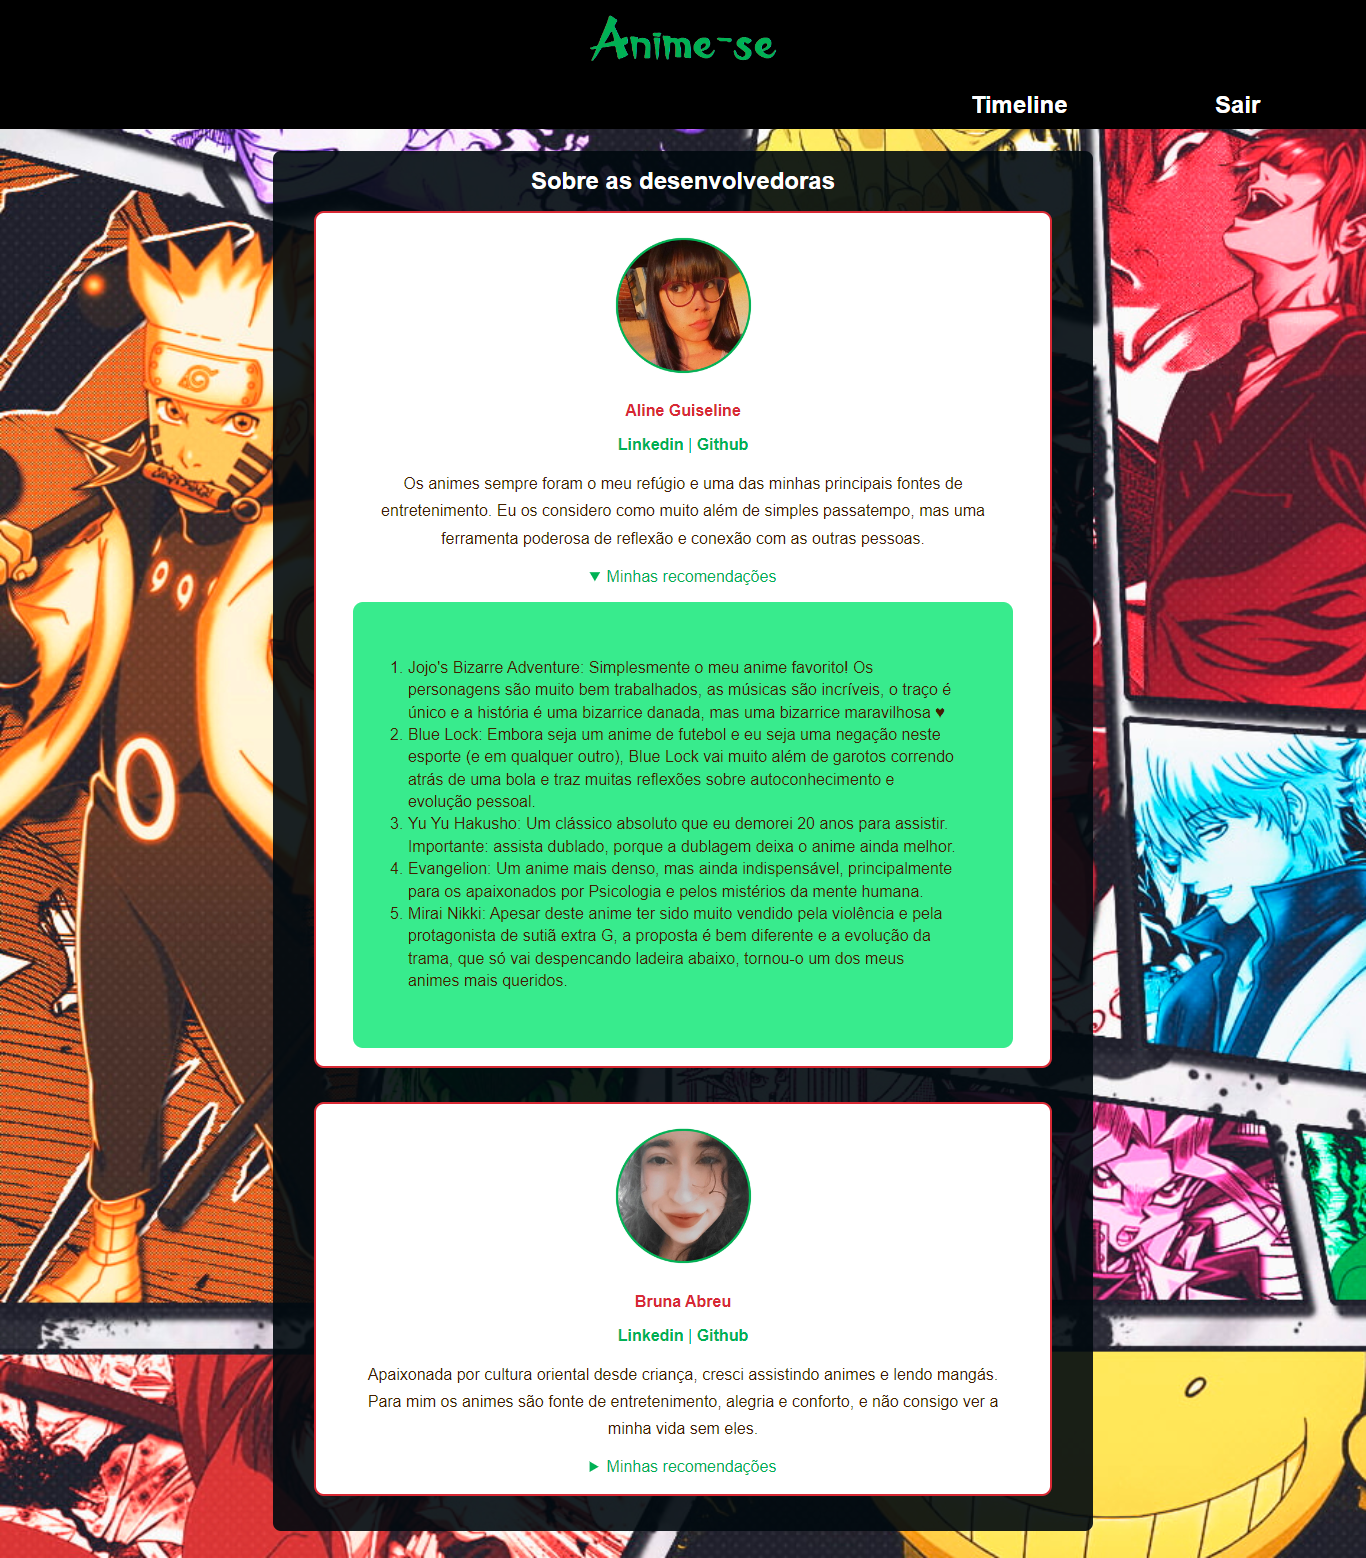 Anime-se
Timeline
Sair
Sobre as desenvolvedoras
Aline Guiseline
Linkedin | Github
Os animes sempre foram o meu refúgio e uma das minhas principais fontes de
entretenimento. Eu os considero como muito além de simples passatempo, mas uma
ferramenta poderosa de reflexão e conexão com as outras pessoas.
▼ Minhas recomendações
1. Jojo's Bizarre Adventure: Simplesmente o meu anime favorito! Os
personagens são muito bem trabalhados, as músicas são incríveis, o traço é
único e a história é uma bizarrice danada, mas uma bizarrice maravilhosa ♥
2. Blue Lock: Embora seja um anime de futebol e eu seja uma negação neste
esporte (e em qualquer outro), Blue Lock vai muito além de garotos correndo
atrás de uma bola e traz muitas reflexões sobre autoconhecimento e
evolução pessoal.
3. Yu Yu Hakusho: Um clássico absoluto que eu demorei 20 anos para assistir.
Importante: assista dublado, porque a dublagem deixa o anime ainda melhor.
4. Evangelion: Um anime mais denso, mas ainda indispensável, principalmente
para os apaixonados por Psicologia e pelos mistérios da mente humana.
5. Mirai Nikki: Apesar deste anime ter sido muito vendido pela violência e pela
protagonista de sutiã extra G, a proposta é bem diferente e a evolução da
trama, que só vai despencando ladeira abaixo, tornou-o um dos meus
animes mais queridos.
Bruna Abreu
Linkedin | Github
Apaixonada por cultura oriental desde criança, cresci assistindo animes e lendo mangás.
Para mim os animes são fonte de entretenimento, alegria e conforto, e não consigo ver a
minha vida sem eles.
▶ Minhas recomendações